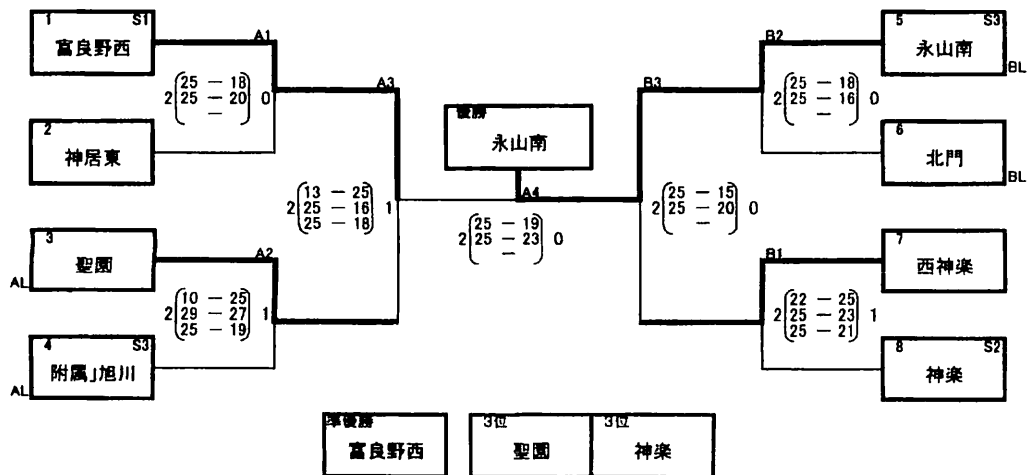 1 S1
富良野西
2
神居東
3
聖園
AL
4 S3
附属｣旭川
AL
A1
2 25 － 18 0
25 － 20
－
A2
2 10 － 25 1
29 － 27
25 － 19
A3
2 13 － 25 1
25 － 16
25 － 18
優勝
永山南
A4
2 25 － 19 0
25 － 23
－
B3
2 25 － 15 0
25 － 20
－
B2
2 25 － 18 0
25 － 16
－
B1
2 22 － 25 1
25 － 23
25 － 21
5 S3
永山南
BL
6
北門
BL
7
西神楽
8 S2
神楽
準優勝
富良野西
3位
聖園
3位
神楽